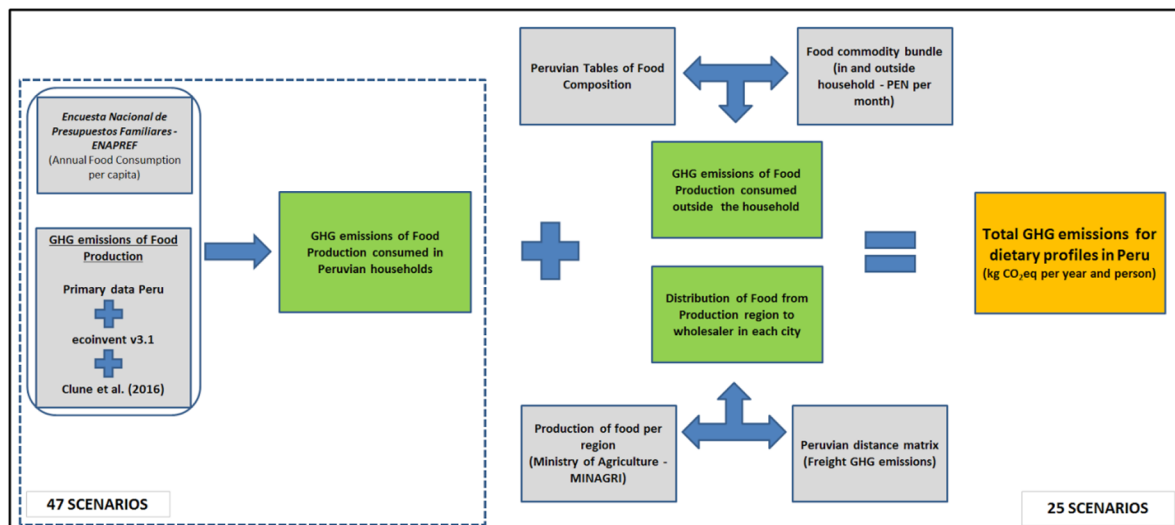 Encuesta Nacional de
Presupuestos Familiares -
ENAPREF
(Annual Food Consumption
per capita)
GHG emissions of Food
Production
Primary data Peru
ecoinvent v3.1
Clune et al. (2016)
47 SCENARIOS
GHG emissions of Food
Production consumed in
Peruvian households
Peruvian Tables of Food
Composition
Food commodity bundle
(in and outside
household - PEN per
month)
GHG emissions of Food
Production consumed
outside the household
Distribution of Food from
Production region to
wholesaler in each city
Production of food per
region
(Ministry of Agriculture -
MINAGRI)
Peruvian distance matrix
(Freight GHG emissions)
Total GHG emissions for
dietary profiles in Peru
(kg CO₂eq per year and person)
25 SCENARIOS